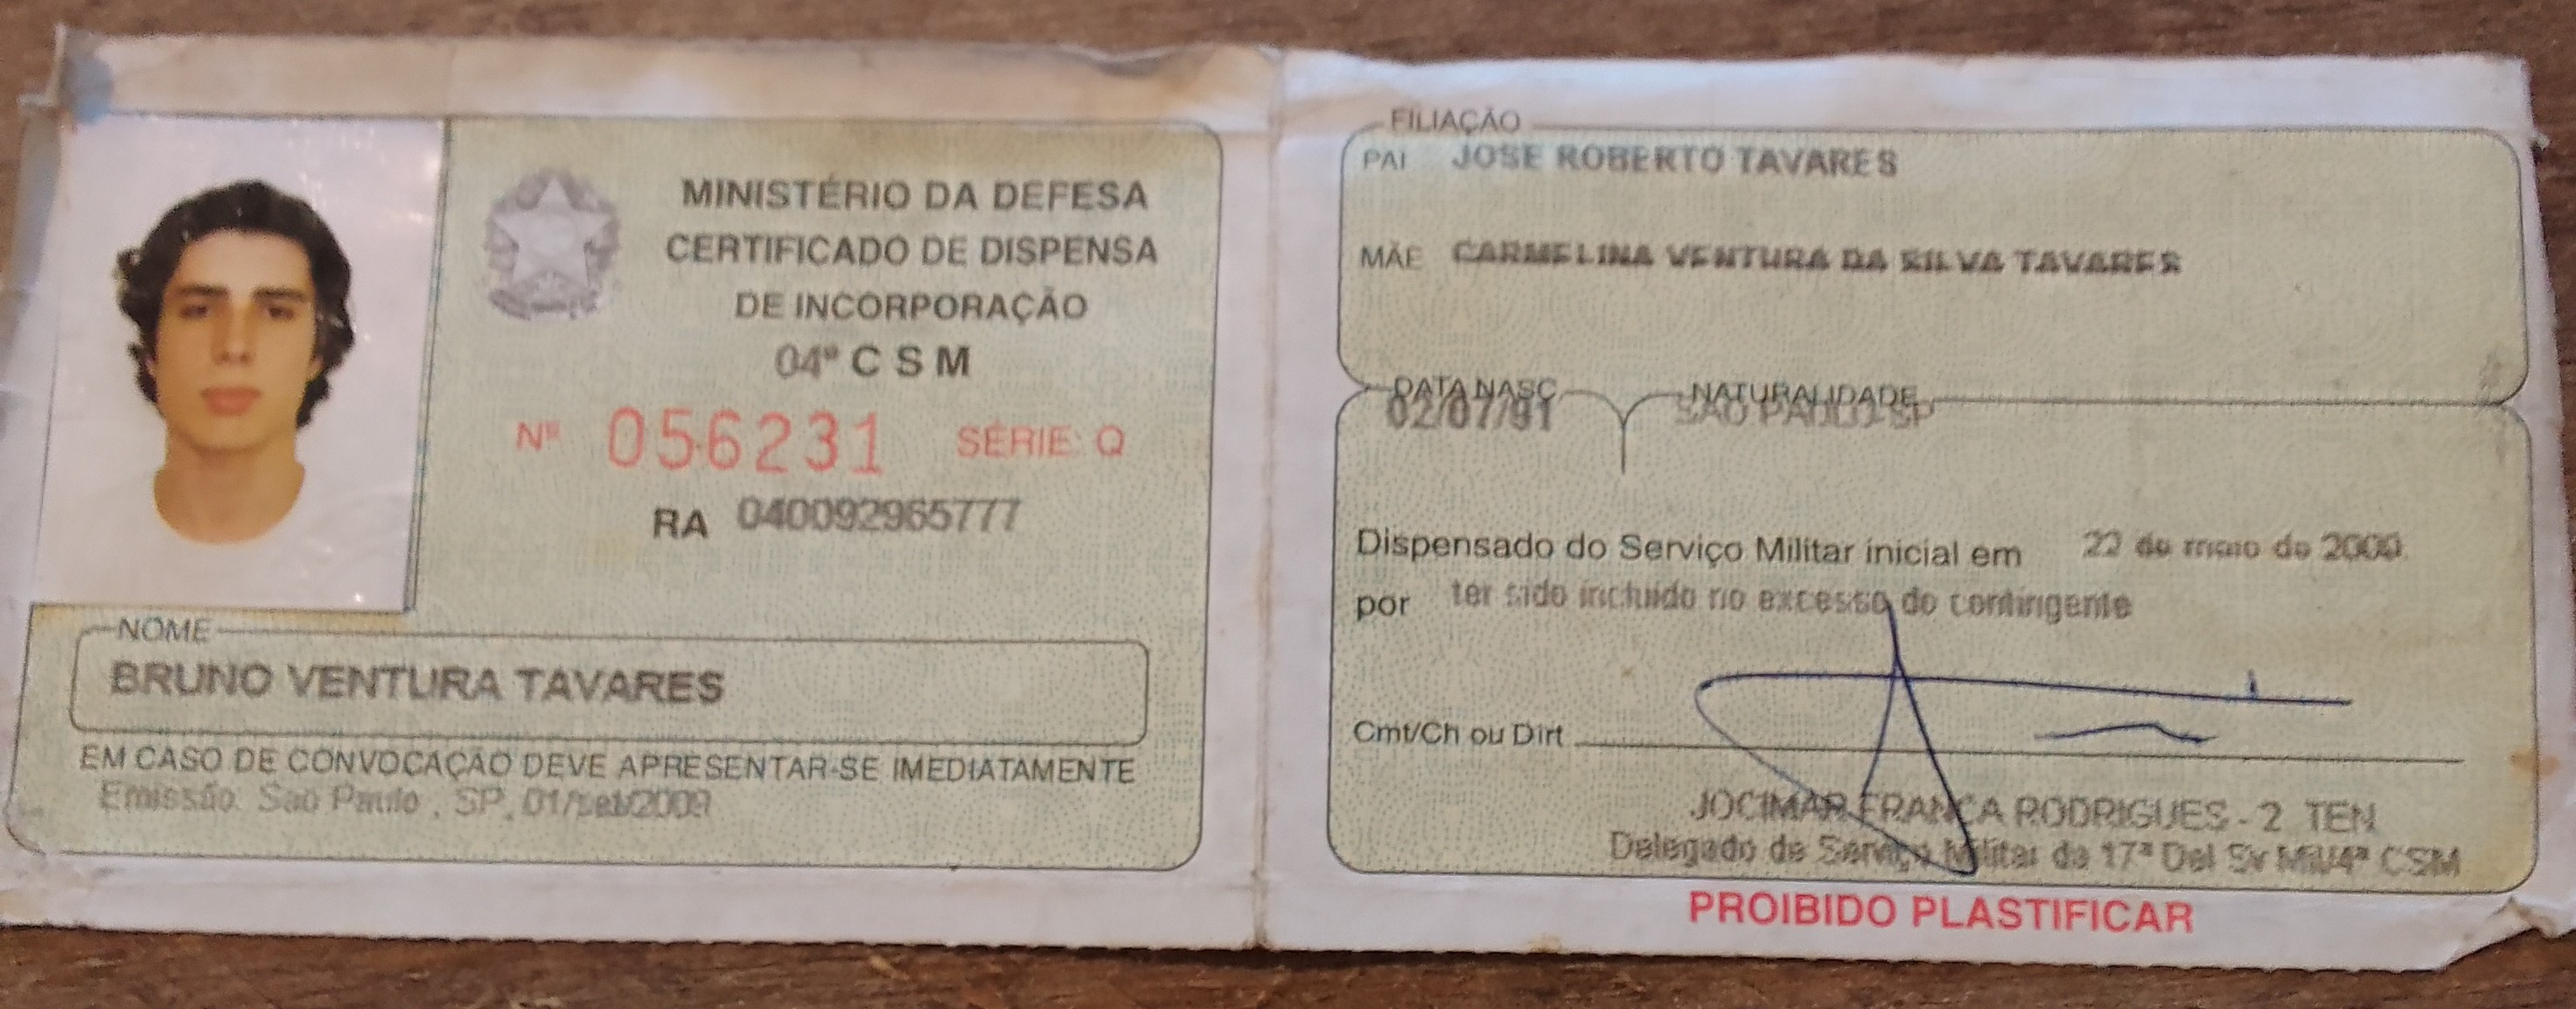 MINISTÉRIO DA DEFESA
CERTIFICADO DE DISPENSA
DE INCORPORAÇÃO
04ª C S M
Nº 056231 SÉRIE Q
RA 040092965777
NOME
BRUNO VENTURA TAVARES
EM CASO DE CONVOCAÇÃO DEVE APRESENTAR-SE IMEDIATAMENTE
Emissão. Sao Paulo , SP, 01/set/2009
FILIAÇÃO
PAI JOSE ROBERTO TAVARES
MÃE CARMELINA VENTURA DA SILVA TAVARES
DATA NASC NATURALIDADE
02/07/91 SAO PAULO-SP
Dispensado do Serviço Militar inicial em 22 de maio de 2009
por ter sido incluido no excesso do contingente
Cmt/Ch ou Dirt
JOCIMAR FRANCA RODRIGUES - 2 TEN
Delegado de Serviço Militar da 17ª Del Sv Mil/4ª CSM
PROIBIDO PLASTIFICAR